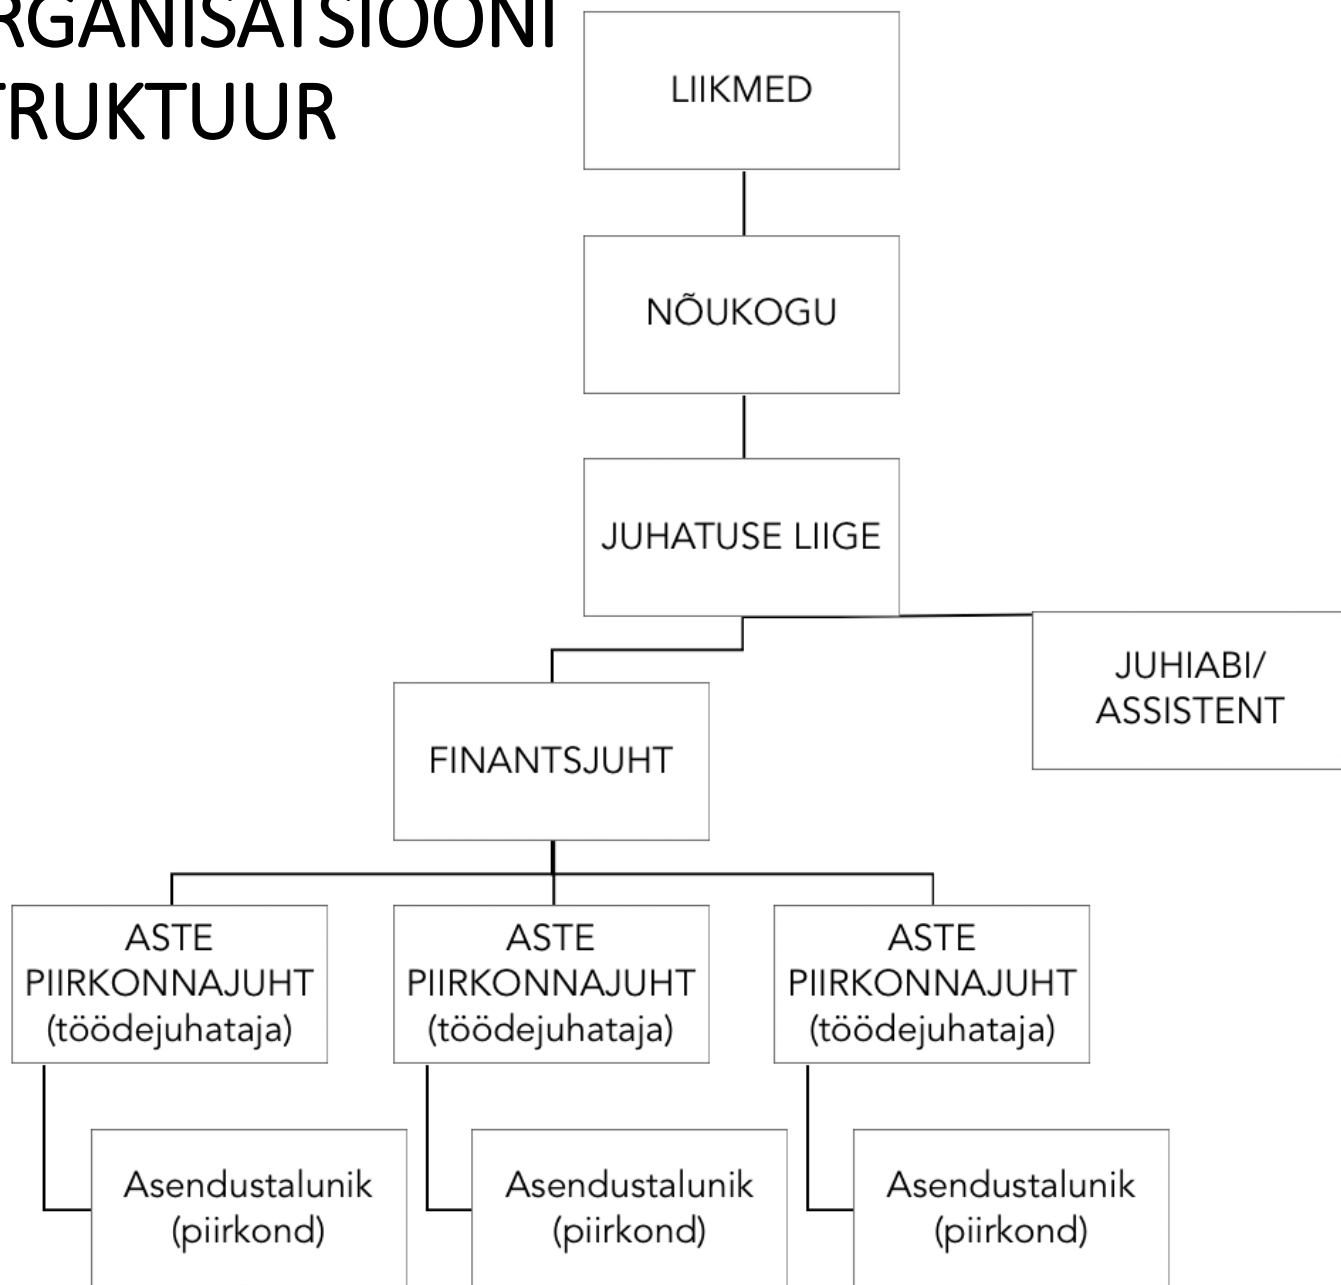 RGANISATSIOONI
TRUKTUUR
LIIKMED
NÕUKOGU
JUHATUSE LIIGE
JUHIABI/
ASSISTENT
FINANTSJUHT
ASTE
PIIRKONNAJUHT
(töödejuhataja)
ASTE
PIIRKONNAJUHT
(töödejuhataja)
ASTE
PIIRKONNAJUHT
(töödejuhataja)
Asendustalunik
(piirkond)
Asendustalunik
(piirkond)
Asendustalunik
(piirkond)